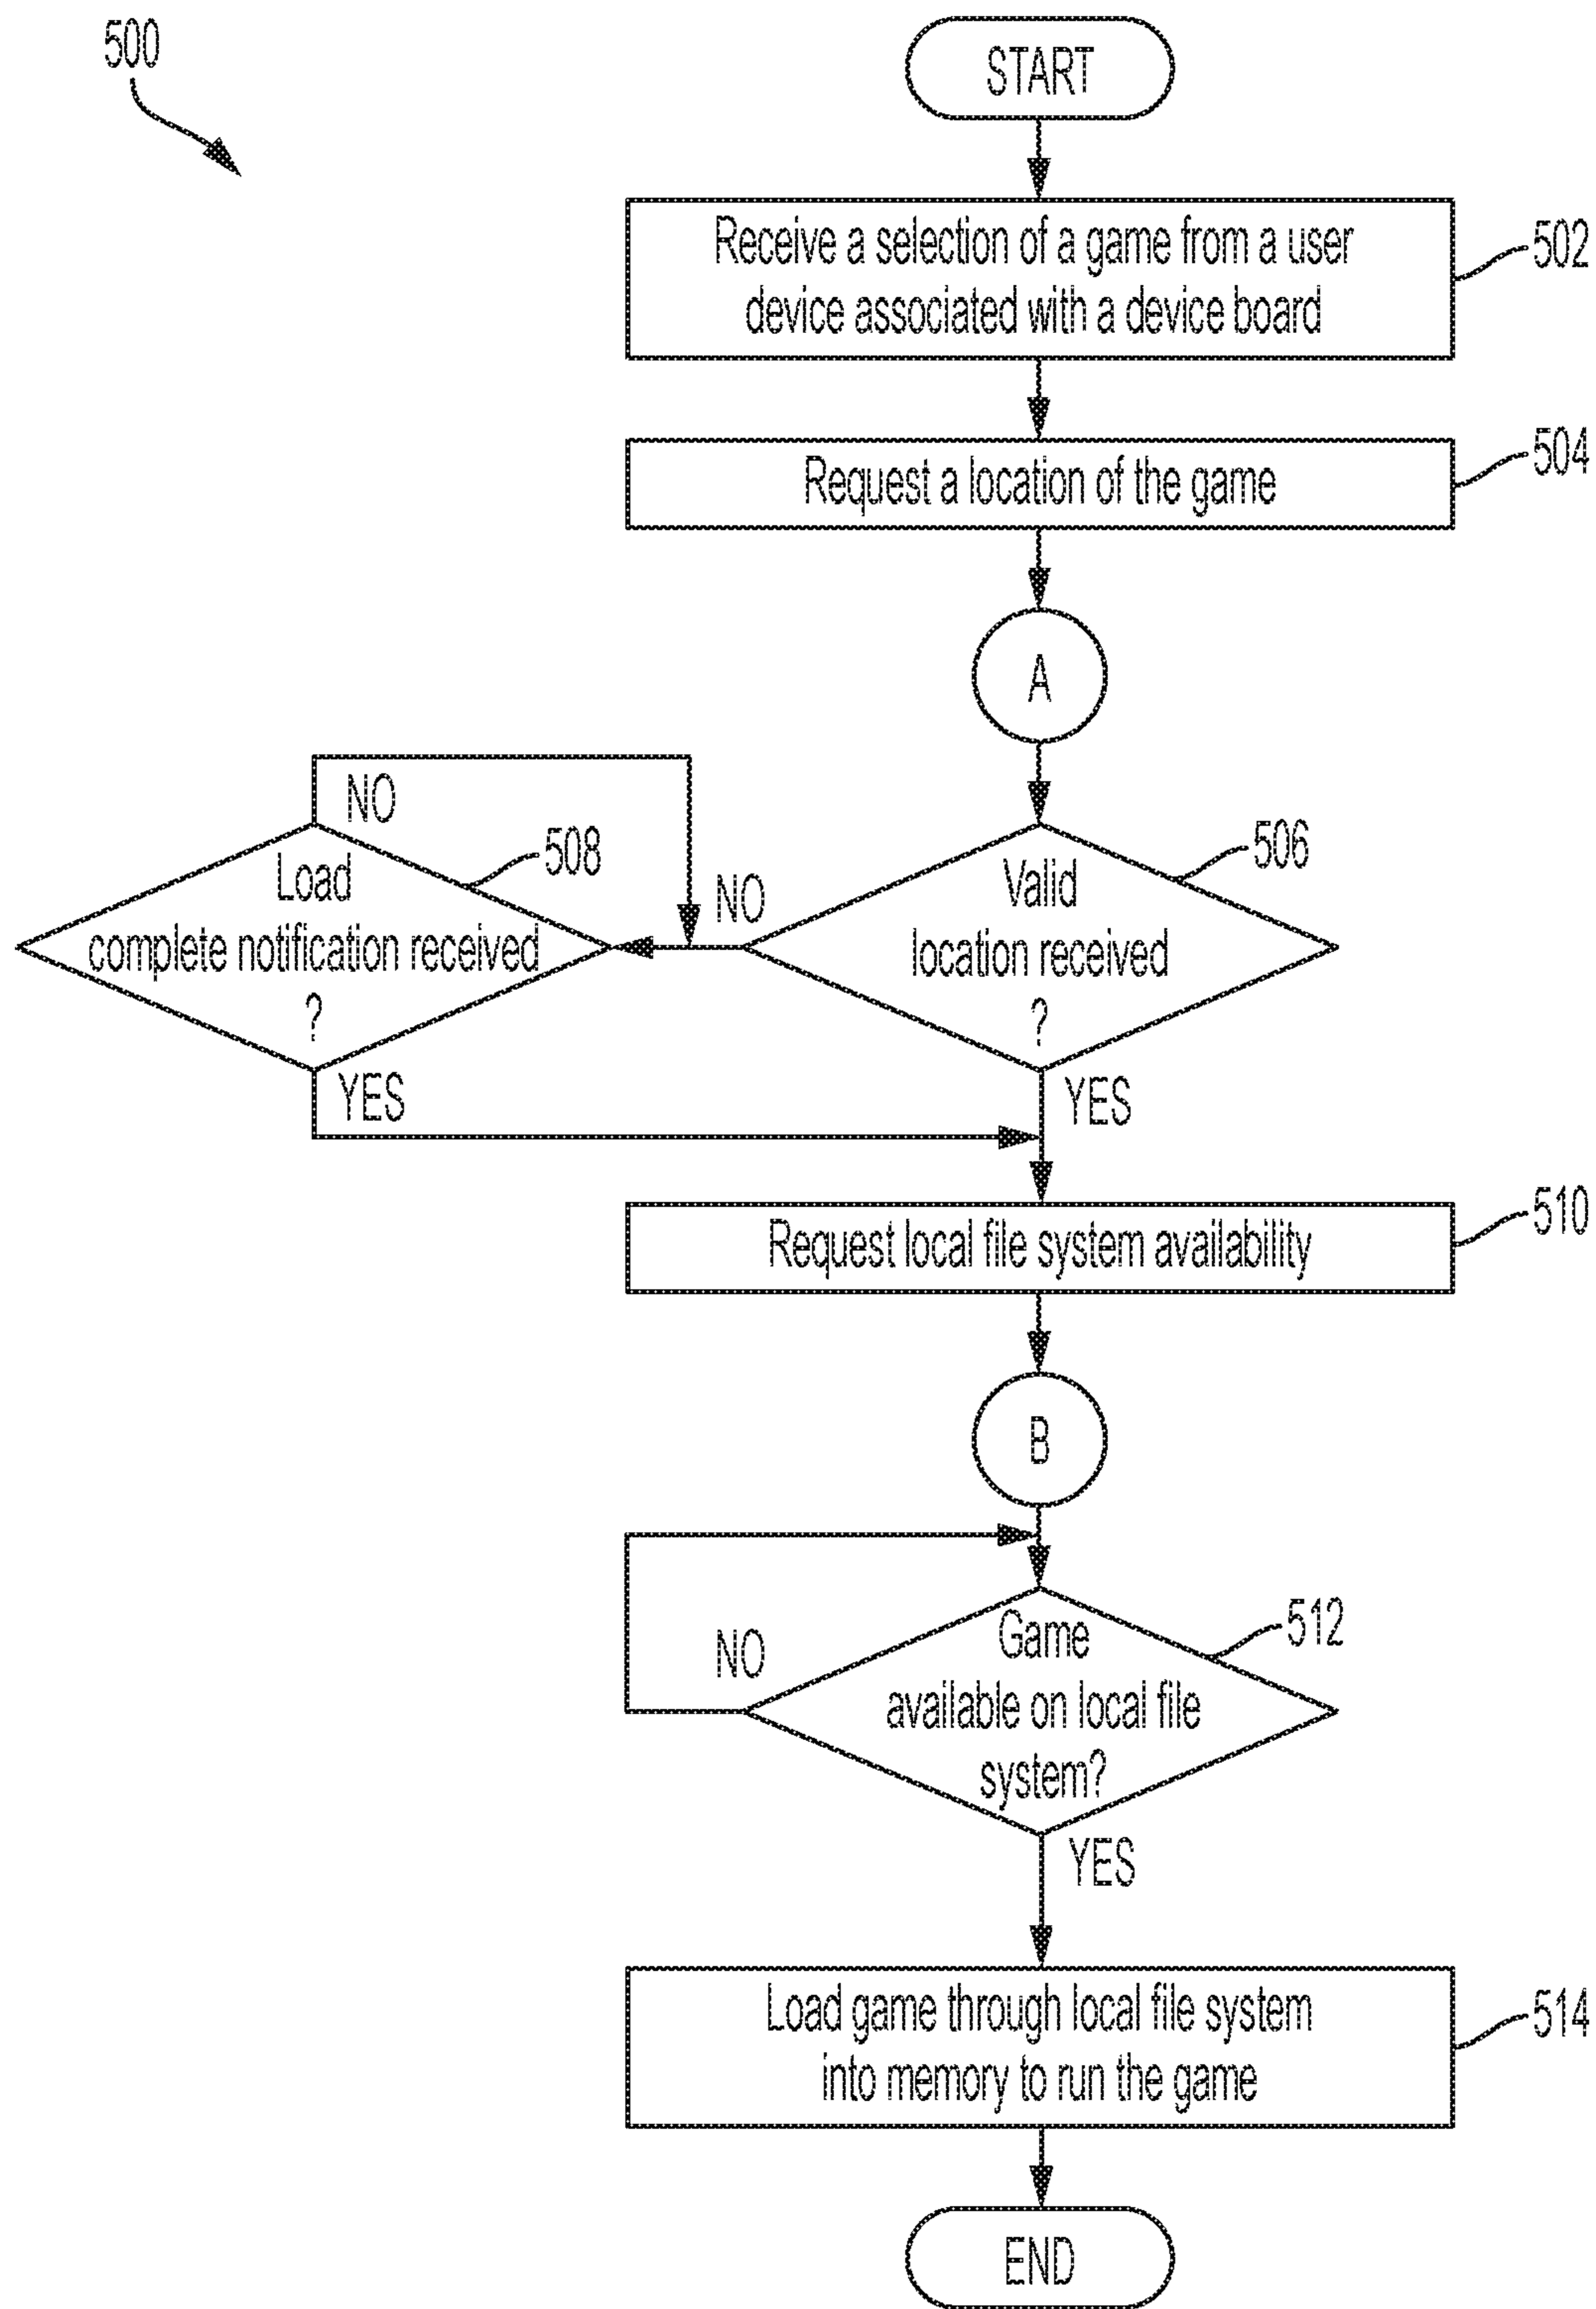 500
START
Receive a selection of a game from a user
device associated with a device board
502
Request a location of the game
504
A
NO
Load
complete notification received
?
508
YES
NO
Valid
location received
?
506
YES
Request local file system availability
510
B
NO
Game
available on local file
system?
512
YES
Load game through local file system
into memory to run the game
514
END